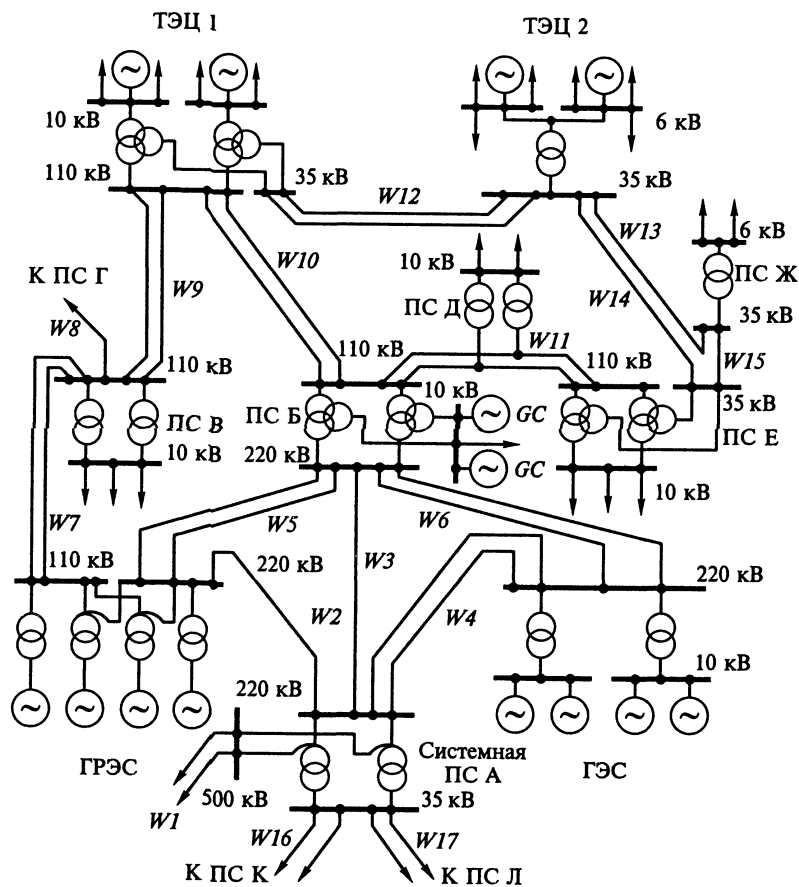 ТЭЦ 1
ТЭЦ 2
10 кВ
6 кВ
110 кВ
35 кВ
35 кВ
W12
W13
6 кВ
W10
К ПС Г
W9
10 кВ
ПС Ж
W14
ПС Д
W8
35 кВ
W11
110 кВ
110 кВ
110 кВ
W15
10 кВ
35 кВ
ПС В
ПС Б
GC
ПС Е
10 кВ
220 кВ
GC
10 кВ
W7
W5
W6
110 кВ
220 кВ
W3
220 кВ
W2
W4
10 кВ
220 кВ
ГРЭС
Системная
ПС А
ГЭС
500 кВ
35 кВ
W1
W16
W17
К ПС К
К ПС Л